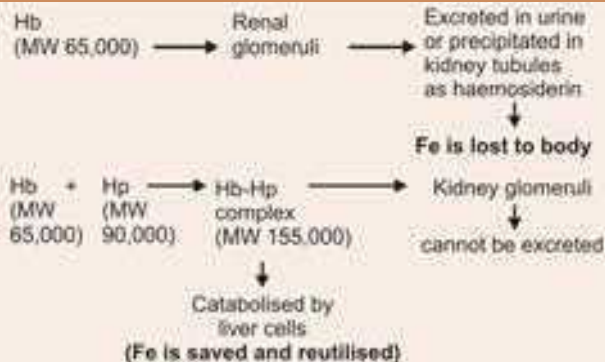 Hb
(MW 65,000)
Renal
glomeruli
Excreted in urine
or precipitated in
kidney tubules
as haemosiderin
Fe is lost to body
Hb + Hp
(MW (MW
65,000) 90,000)
Hb-Hp
complex
(MW 155,000)
Kidney glomeruli
cannot be excreted
Catabolised by
liver cells
(Fe is saved and reutilised)